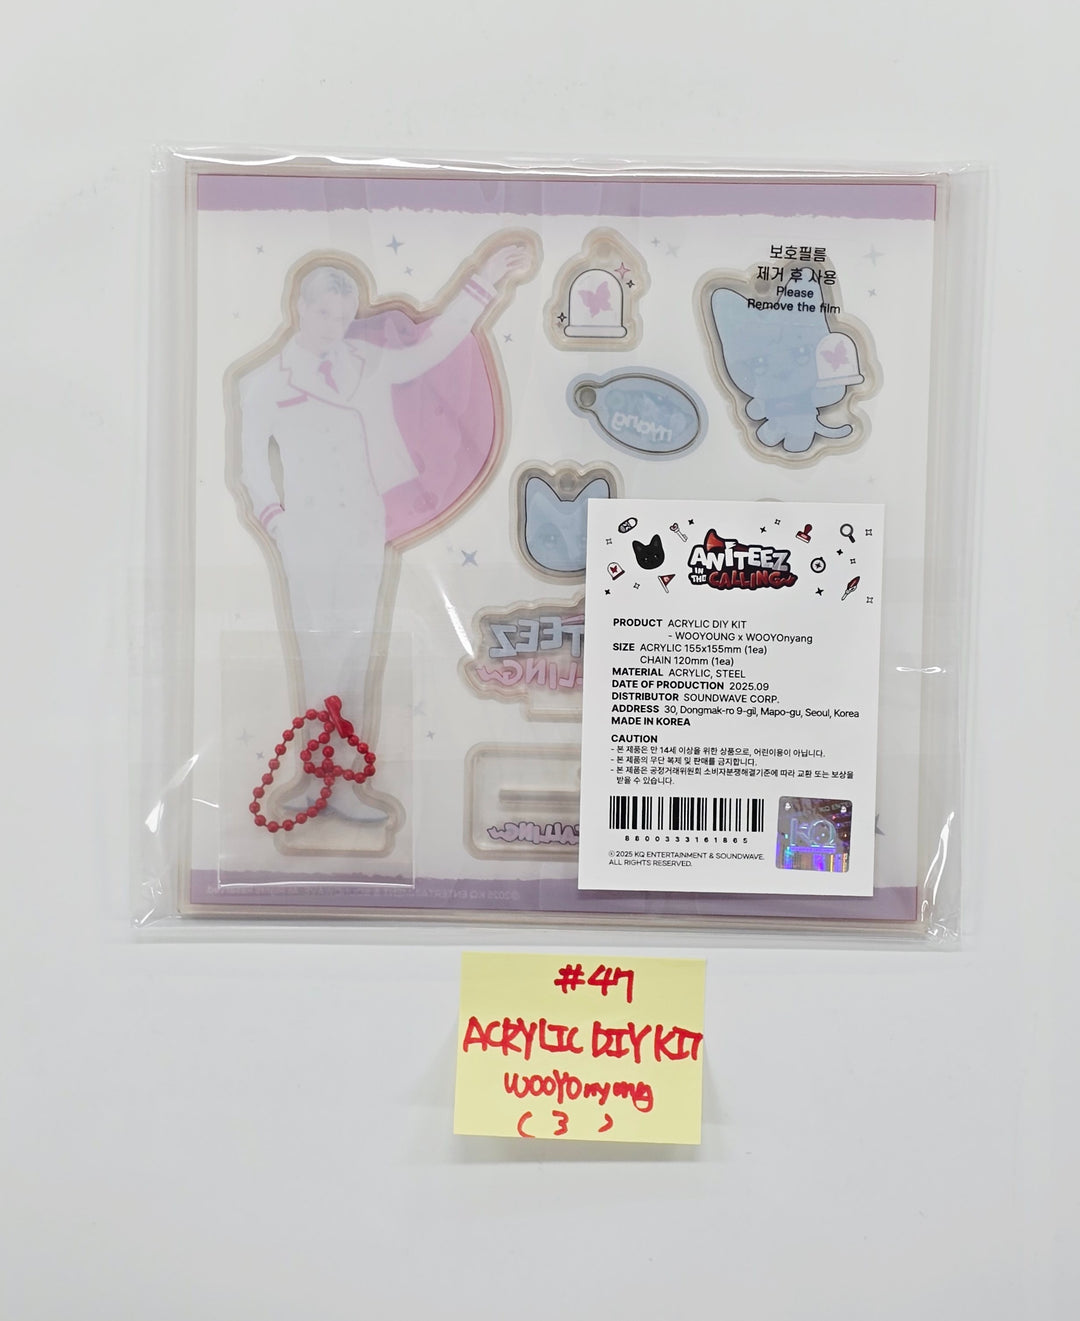 보호필름
제거 후 사용
Please
Remove the film
myang
ANITEEZ
IN THE CALLING
PRODUCT ACRYLIC DIY KIT
- WOOYOUNG x WOOYOnyang
SIZE ACRYLIC 155x155mm (1ea)
CHAIN 120mm (1ea)
MATERIAL ACRYLIC, STEEL
DATE OF PRODUCTION 2025.09
DISTRIBUTOR SOUNDWAVE CORP.
ADDRESS 30, Dongmak-ro 9-gil, Mapo-gu, Seoul, Korea
MADE IN KOREA
CAUTION
- 본 제품은 만 14세 이상을 위한 상품으로, 어린이용이 아닙니다.
- 본 제품의 무단 복제 및 판매를 금지합니다.
- 본 제품은 공정거래위원회 소비자분쟁해결기준에 따라 교환 또는 보상을
받을 수 있습니다.
8800333161865
KQ
ⓒ 2025 KQ ENTERTAINMENT & SOUNDWAVE.
ALL RIGHTS RESERVED.
#47
ACRYLIC DIY KIT
WOOYOnyang
( 3 )